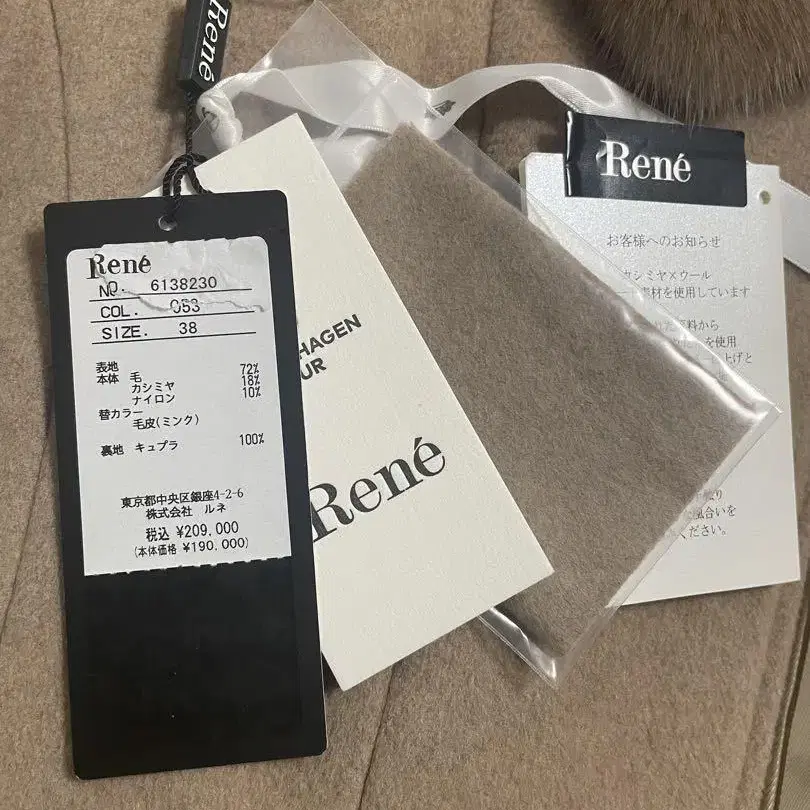 René
René
NO. 6138230
COL. 053
SIZE. 38
表地
本体 毛 72%
カシミヤ 18%
ナイロン 10%
替カラー
毛皮(ミンク)
裏地 キュプラ 100%
東京都中央区銀座4-2-6
株式会社 ルネ
税込 ¥209,000
(本体価格 ¥190,000)
HAGEN
UR
René
René
お客様へのお知らせ
カシミヤ×ウール
素材を使用しています
料から
を使用
上げと
風合いを
ください。